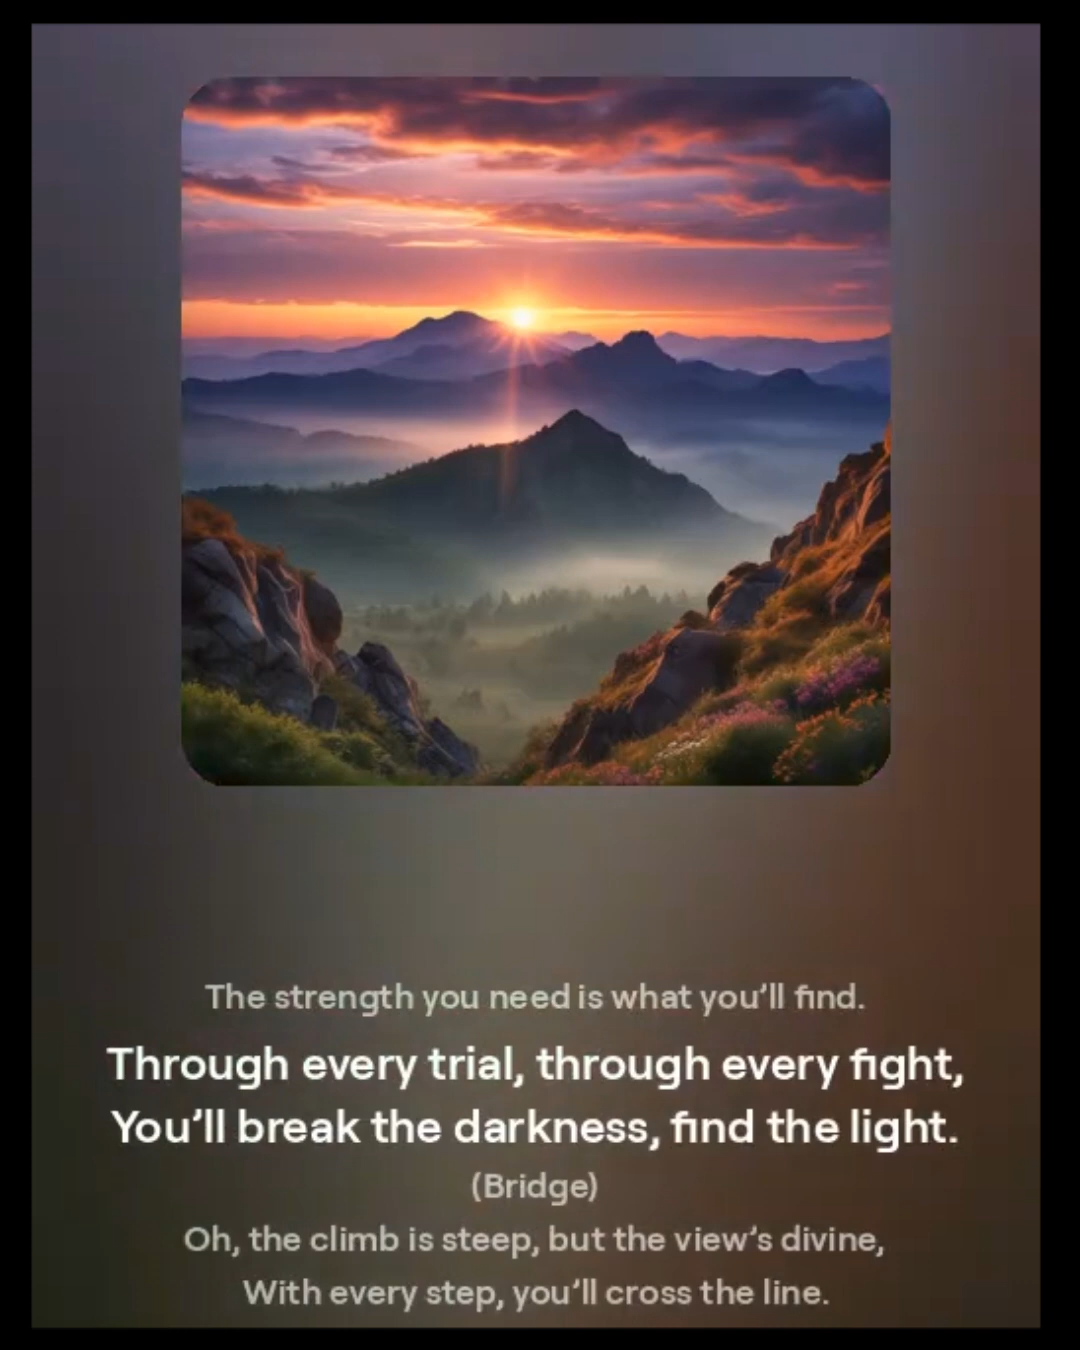 The strength you need is what you’ll find.
Through every trial, through every fight,
You’ll break the darkness, find the light.
(Bridge)
Oh, the climb is steep, but the view’s divine,
With every step, you’ll cross the line.